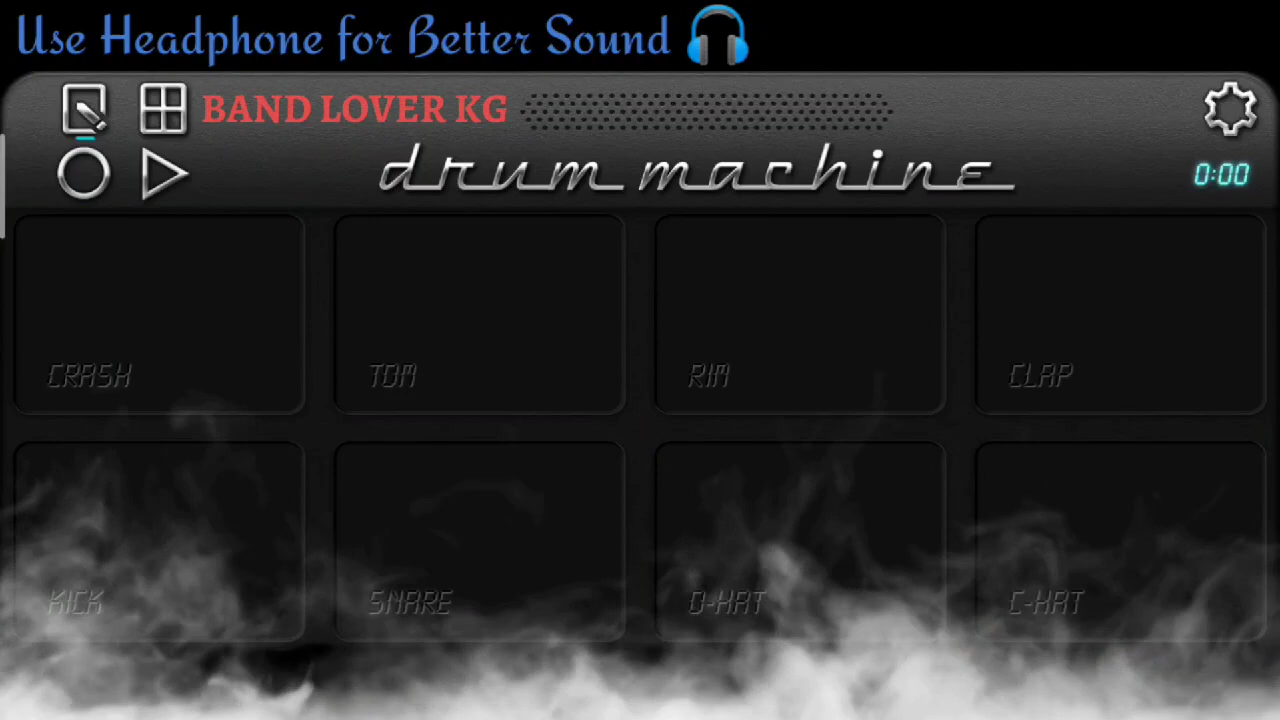 Use Headphone for Better Sound
BAND LOVER KG
drum machine
0:00
CRASH TOM RIM CLAP
KICK SNARE O-HAT C-HAT